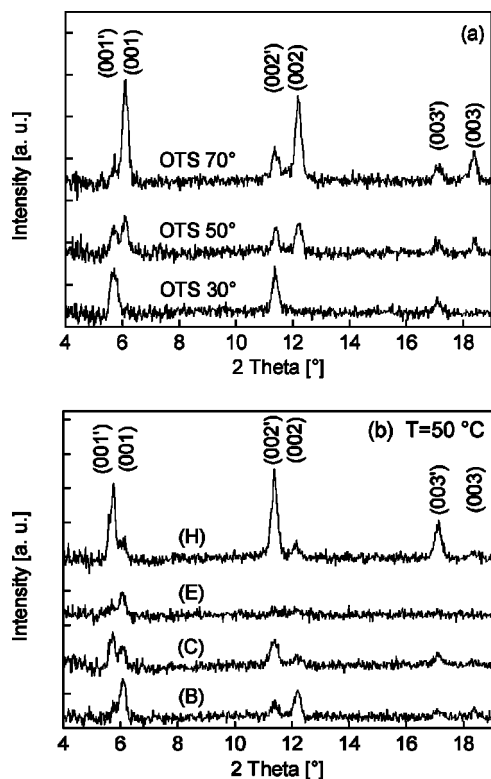 (a)
(001') (001) (002') (002) (003') (003)
OTS 70°
OTS 50°
OTS 30°
Intensity [a. u.]
4 6 8 10 12 14 16 18
2 Theta [°]
(b) T=50 °C
(001') (001) (002') (002) (003') (003)
(H)
(E)
(C)
(B)
Intensity [a. u.]
4 6 8 10 12 14 16 18
2 Theta [°]